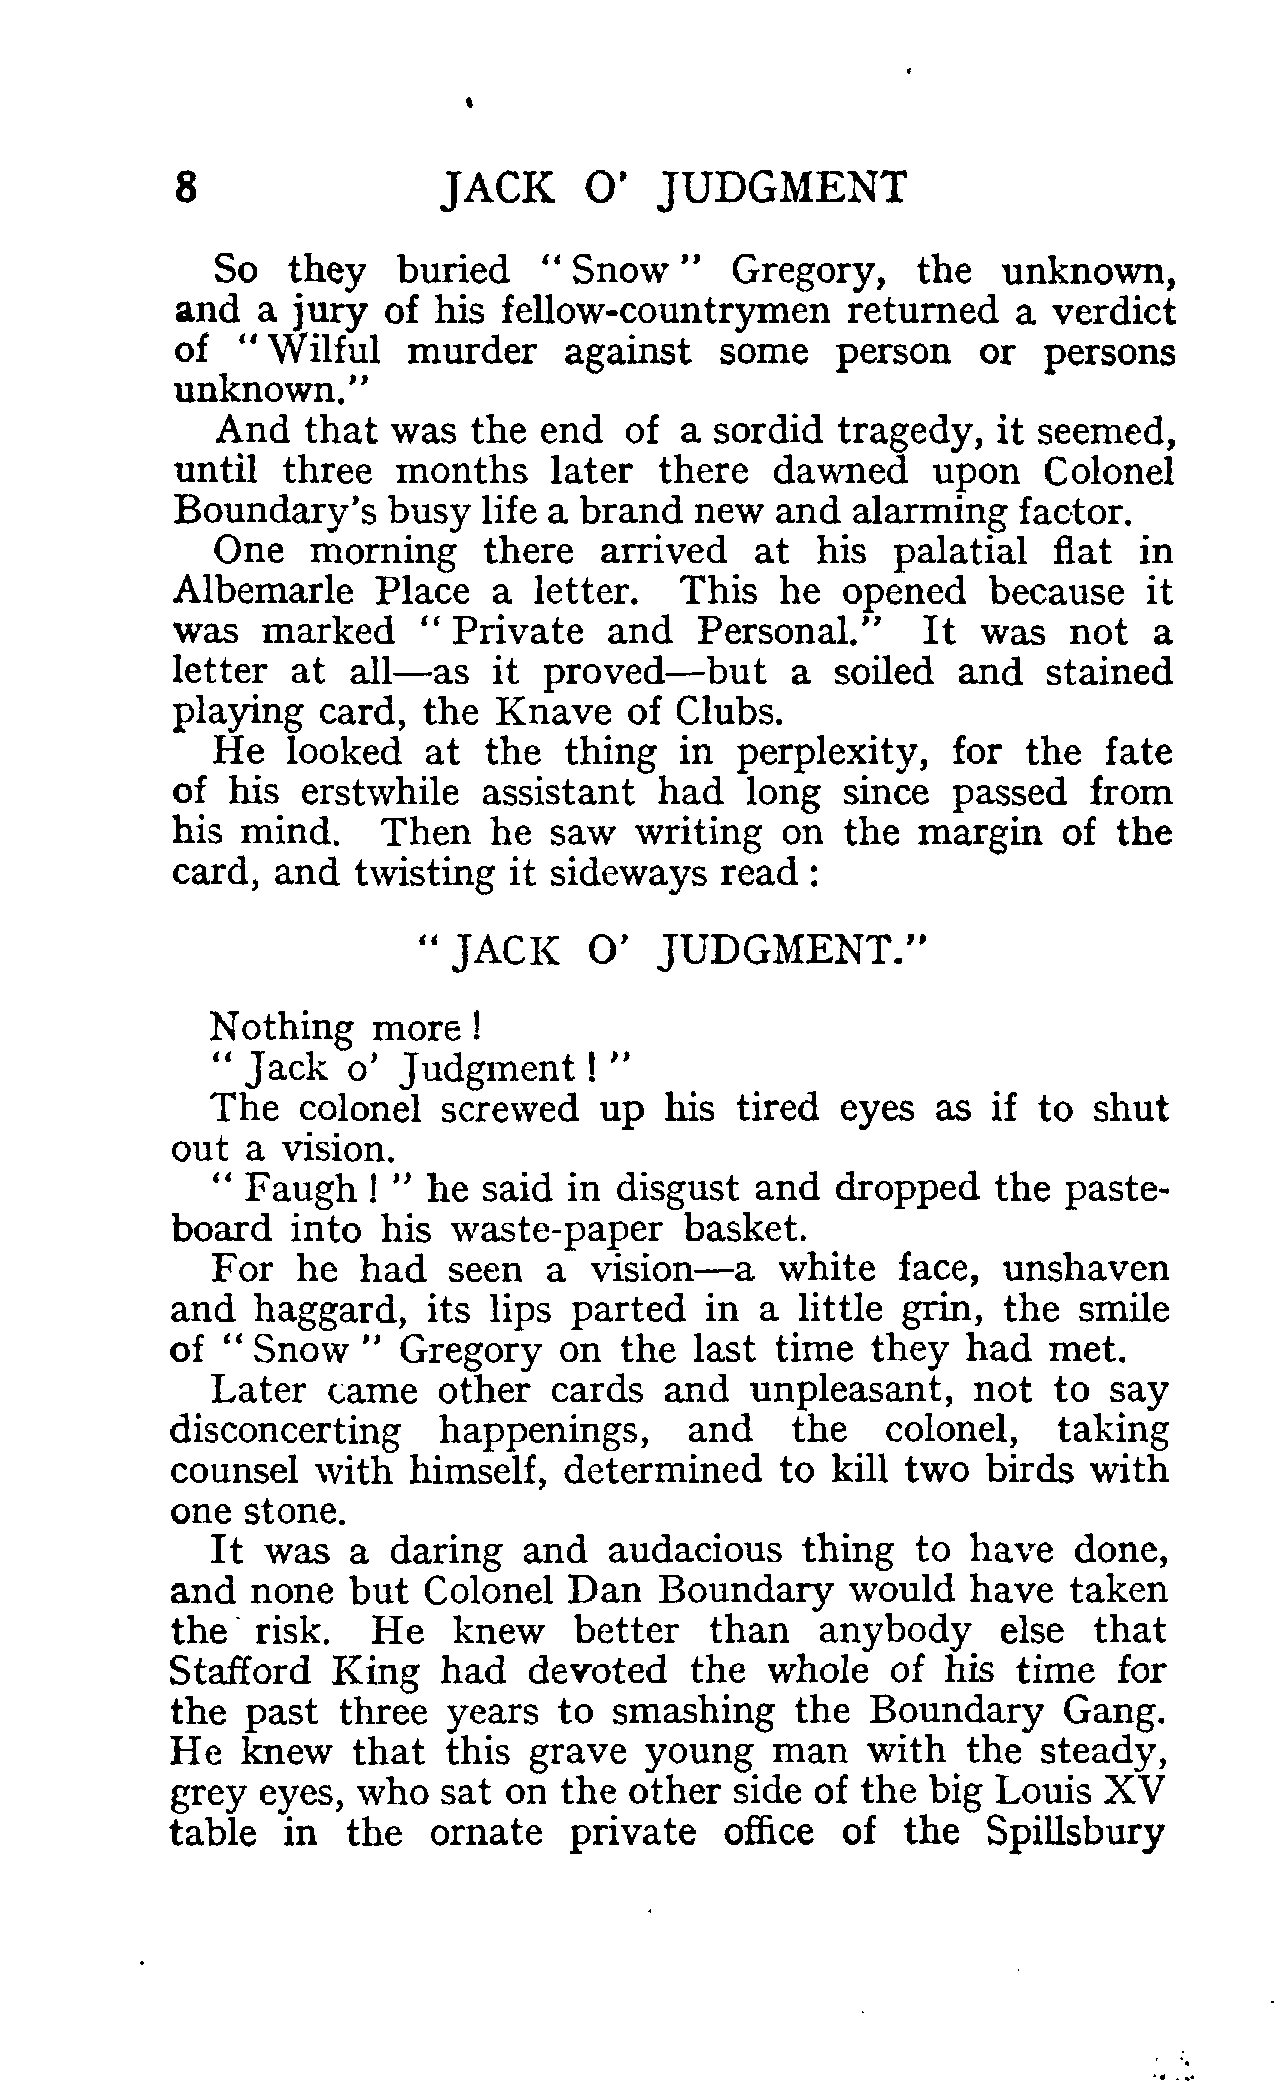 8 JACK O' JUDGMENT
So they buried " Snow " Gregory, the unknown,
and a jury of his fellow-countrymen returned a verdict
of " Wilful murder against some person or persons
unknown."
And that was the end of a sordid tragedy, it seemed,
until three months later there dawned upon Colonel
Boundary's busy life a brand new and alarming factor.
One morning there arrived at his palatial flat in
Albemarle Place a letter. This he opened because it
was marked " Private and Personal." It was not a
letter at all—as it proved—but a soiled and stained
playing card, the Knave of Clubs.
He looked at the thing in perplexity, for the fate
of his erstwhile assistant had long since passed from
his mind. Then he saw writing on the margin of the
card, and twisting it sideways read :
" JACK O' JUDGMENT."
Nothing more !
" Jack o' Judgment ! "
The colonel screwed up his tired eyes as if to shut
out a vision.
" Faugh ! " he said in disgust and dropped the paste-
board into his waste-paper basket.
For he had seen a vision—a white face, unshaven
and haggard, its lips parted in a little grin, the smile
of " Snow " Gregory on the last time they had met.
Later came other cards and unpleasant, not to say
disconcerting happenings, and the colonel, taking
counsel with himself, determined to kill two birds with
one stone.
It was a daring and audacious thing to have done,
and none but Colonel Dan Boundary would have taken
the risk. He knew better than anybody else that
Stafford King had devoted the whole of his time for
the past three years to smashing the Boundary Gang.
He knew that this grave young man with the steady,
grey eyes, who sat on the other side of the big Louis XV
table in the ornate private office of the Spillsbury